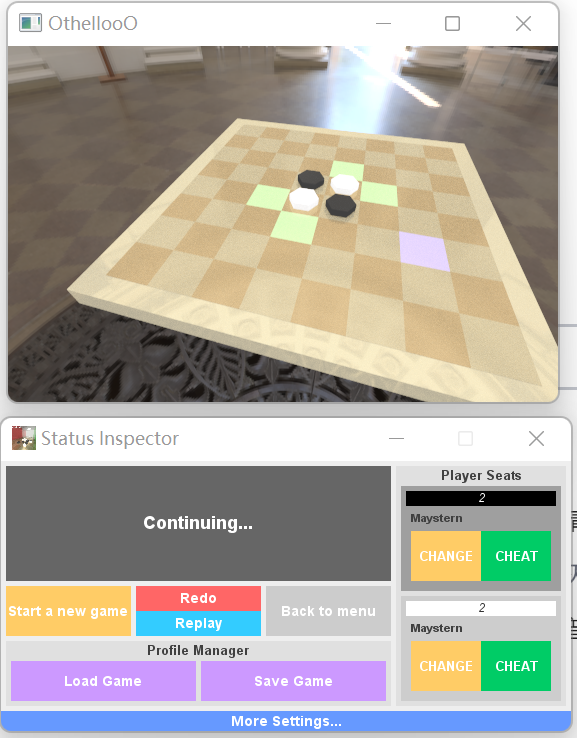 OthellooO
Status Inspector
Continuing...
Start a new game
Redo
Replay
Back to menu
Profile Manager
Load Game
Save Game
Player Seats
2
Maystern
CHANGE
CHEAT
2
Maystern
CHANGE
CHEAT
More Settings...